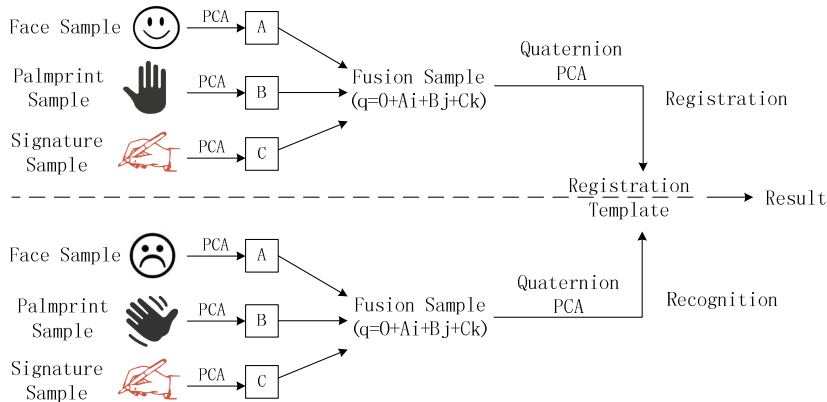 Face Sample
PCA
A
Palmprint
Sample
PCA
B
Signature
Sample
PCA
C
Fusion Sample
(q=0+Ai+Bj+Ck)
Quaternion
PCA
Registration
Registration
Template
Result
Face Sample
PCA
A
Palmprint
Sample
PCA
B
Signature
Sample
PCA
C
Fusion Sample
(q=0+Ai+Bj+Ck)
Quaternion
PCA
Recognition